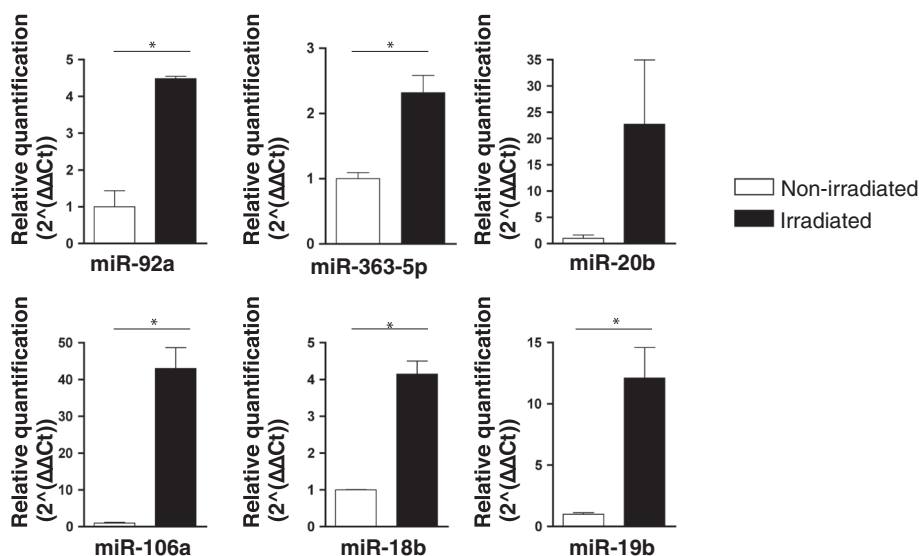 *
Relative quantification
(2^(ΔΔCt))
5
4
3
2
1
0
miR-92a
*
Relative quantification
(2^(ΔΔCt))
3
2
1
0
miR-363-5p
Relative quantification
(2^(ΔΔCt))
35
30
25
20
15
10
5
0
miR-20b
Non-irradiated
Irradiated
*
Relative quantification
(2^(ΔΔCt))
50
40
30
20
10
0
miR-106a
*
Relative quantification
(2^(ΔΔCt))
5
4
3
2
1
0
miR-18b
*
Relative quantification
(2^(ΔΔCt))
15
10
5
0
miR-19b